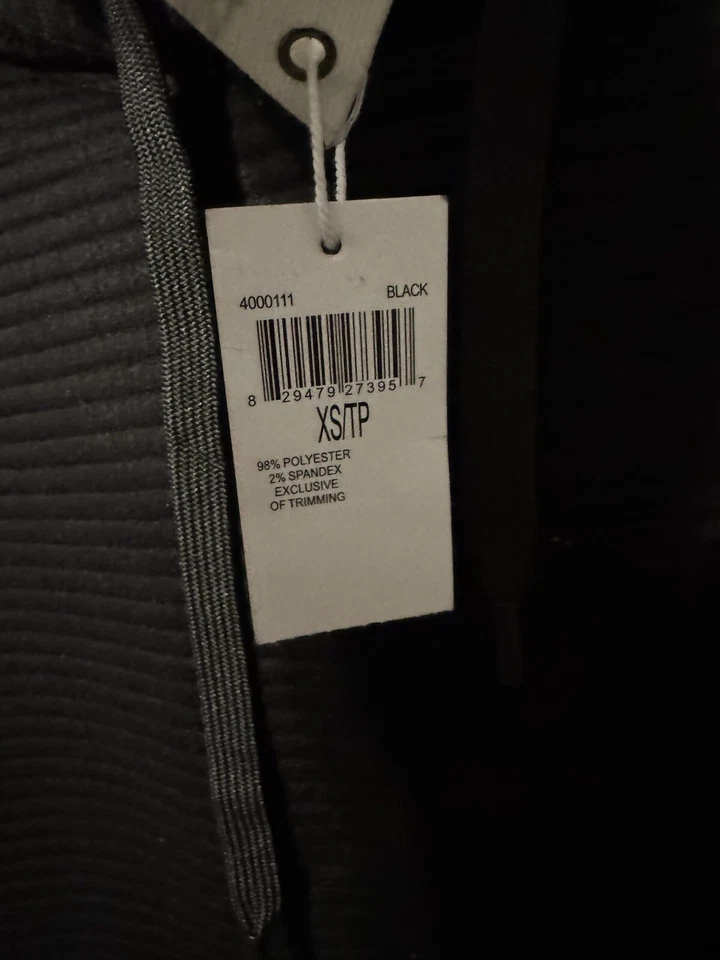 4000111 BLACK
8 29479 27395 7
XS/TP
98% POLYESTER
2% SPANDEX
EXCLUSIVE
OF TRIMMING